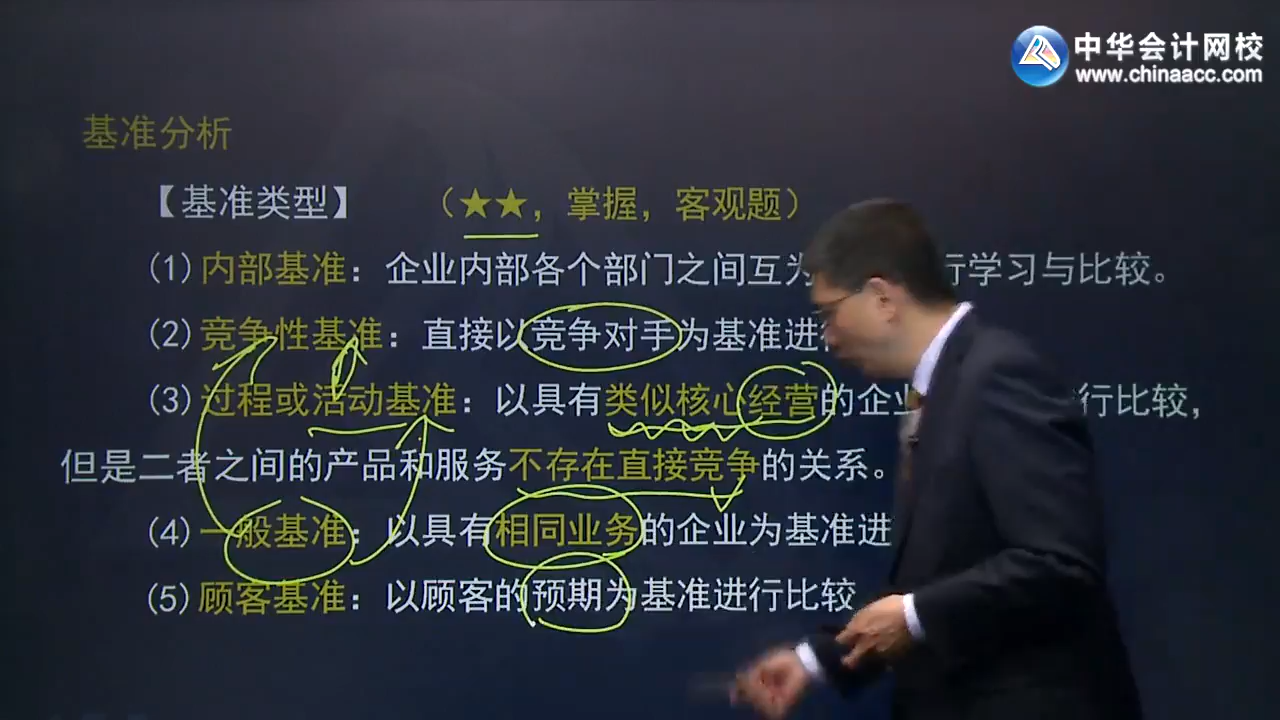 中华会计网校
www.chinaacc.com
基准分析
【基准类型】 （★★，掌握，客观题）
(1)内部基准：企业内部各个部门之间互为 行学习与比较。
(2)竞争性基准：直接以竞争对手为基准进
(3)过程或活动基准：以具有类似核心经营的企业 行比较，
但是二者之间的产品和服务不存在直接竞争的关系。
(4)一般基准：以具有相同业务的企业为基准进
(5)顾客基准：以顾客的预期为基准进行比较